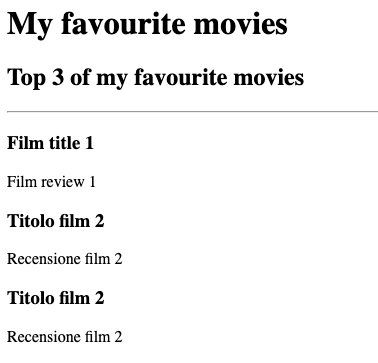 My favourite movies
Top 3 of my favourite movies
Film title 1
Film review 1
Titolo film 2
Recensione film 2
Titolo film 2
Recensione film 2